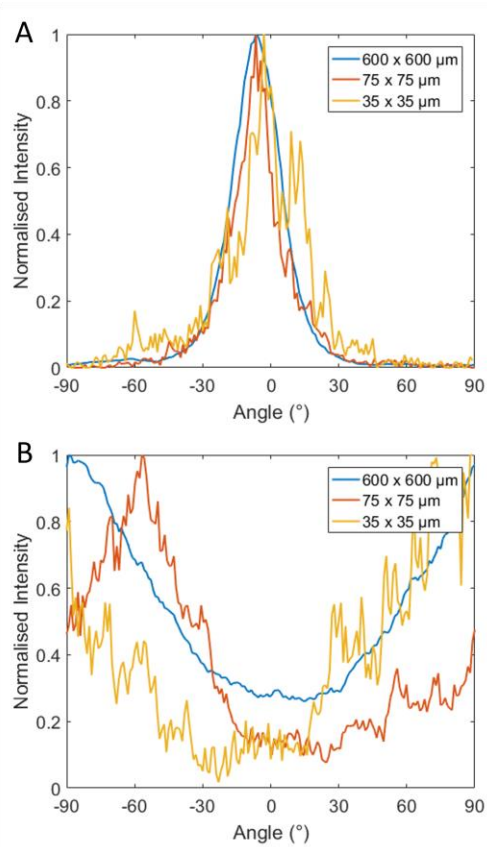 A
Normalised Intensity
1
0.8
0.6
0.4
0.2
0
600 x 600 µm
75 x 75 µm
35 x 35 µm
-90 -60 -30 0 30 60 90
Angle (°)
B
Normalised Intensity
1
0.8
0.6
0.4
0.2
0
600 x 600 µm
75 x 75 µm
35 x 35 µm
-90 -60 -30 0 30 60 90
Angle (°)